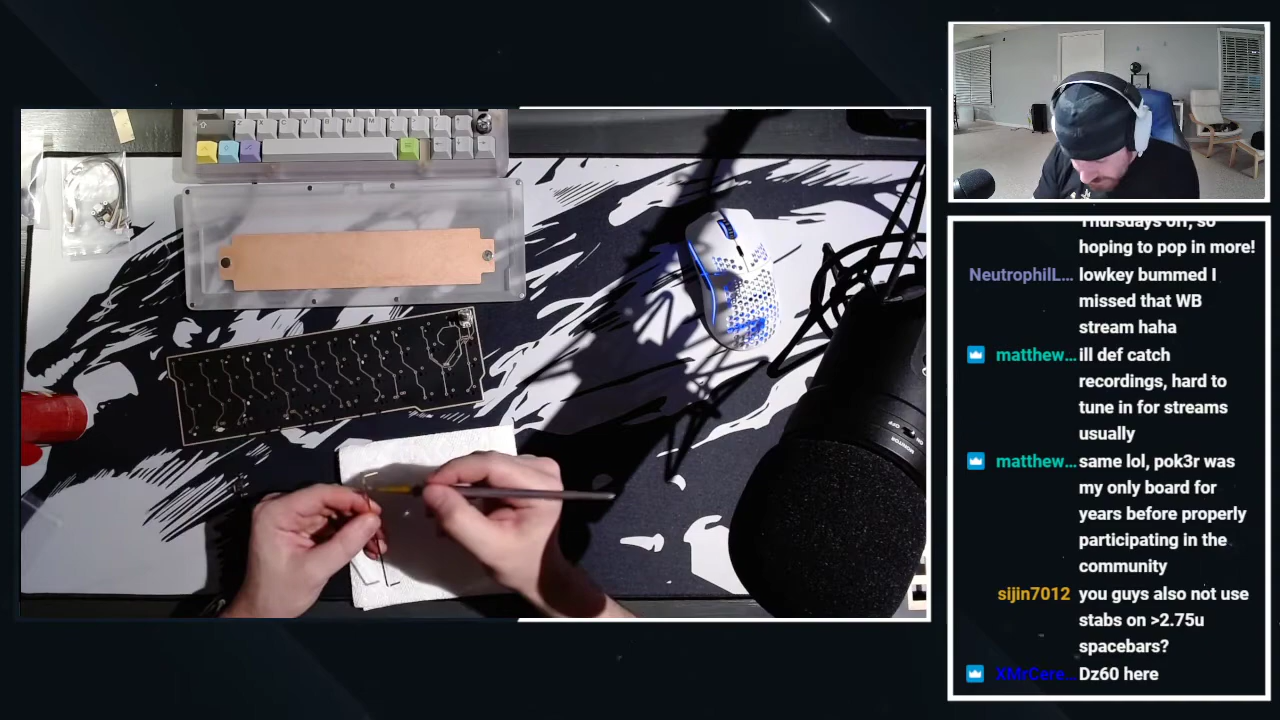 Thursdays off, so
hoping to pop in more!
NeutrophilL... lowkey bummed I
missed that WB
stream haha
matthew... ill def catch
recordings, hard to
tune in for streams
usually
matthew... same lol, pok3r was
my only board for
years before properly
participating in the
community
sijin7012 you guys also not use
stabs on >2.75u
spacebars?
XMrCere... Dz60 here
MONITOR
OFF